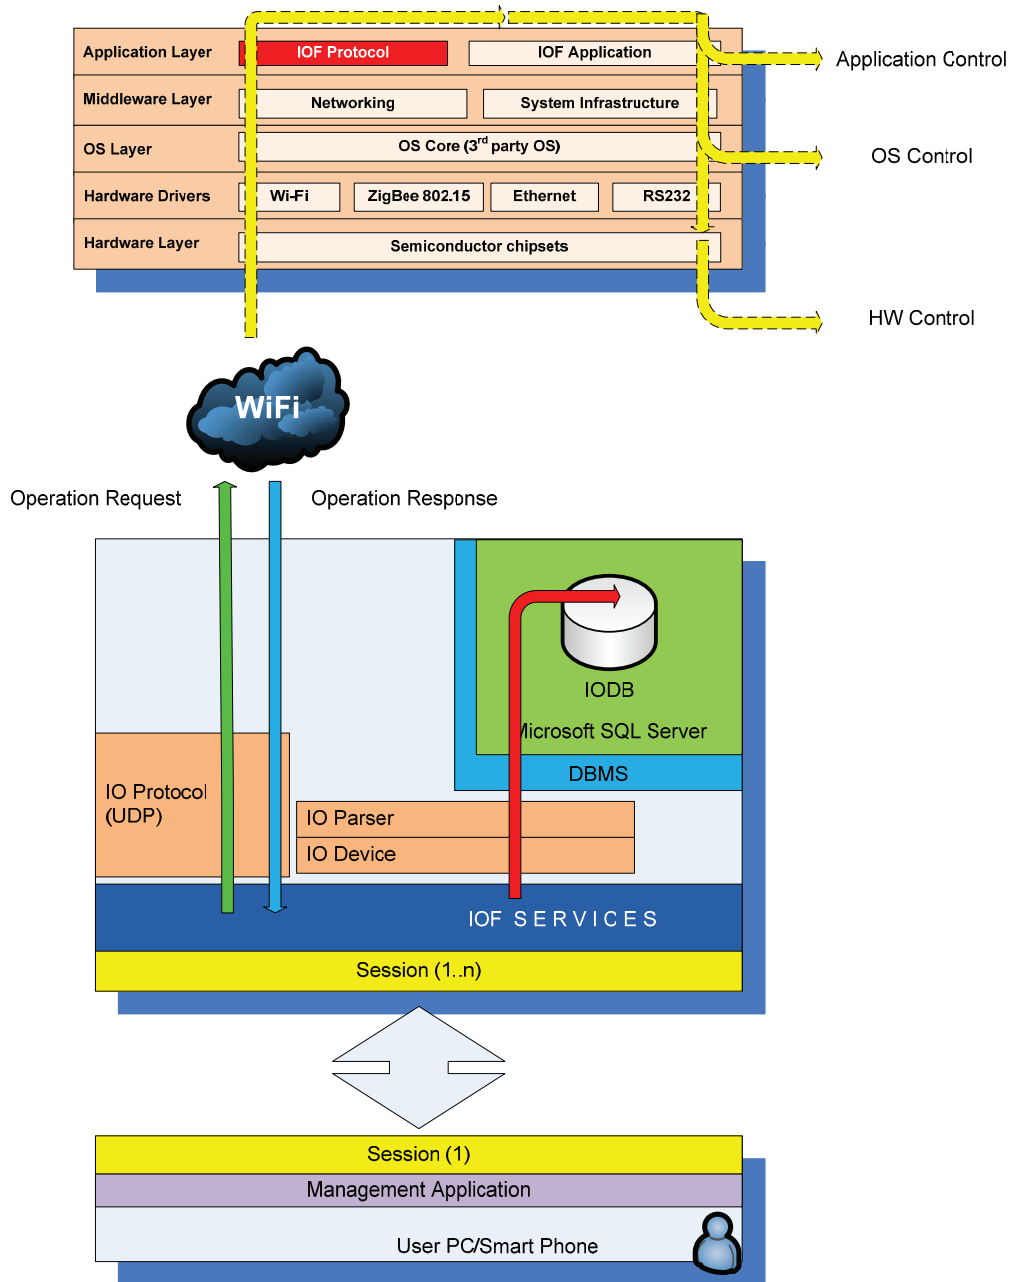 Application Layer
IOF Protocol
IOF Application
Application Control
Middleware Layer
Networking
System Infrastructure
OS Layer
OS Core (3rd party OS)
OS Control
Hardware Drivers
Wi-Fi
ZigBee 802.15
Ethernet
RS232
Hardware Layer
Semiconductor chipsets
HW Control
WiFi
Operation Request
Operation Response
IODB
Microsoft SQL Server
DBMS
IO Protocol
(UDP)
IO Parser
IO Device
IOF S E R V I C E S
Session (1..n)
Session (1)
Management Application
User PC/Smart Phone